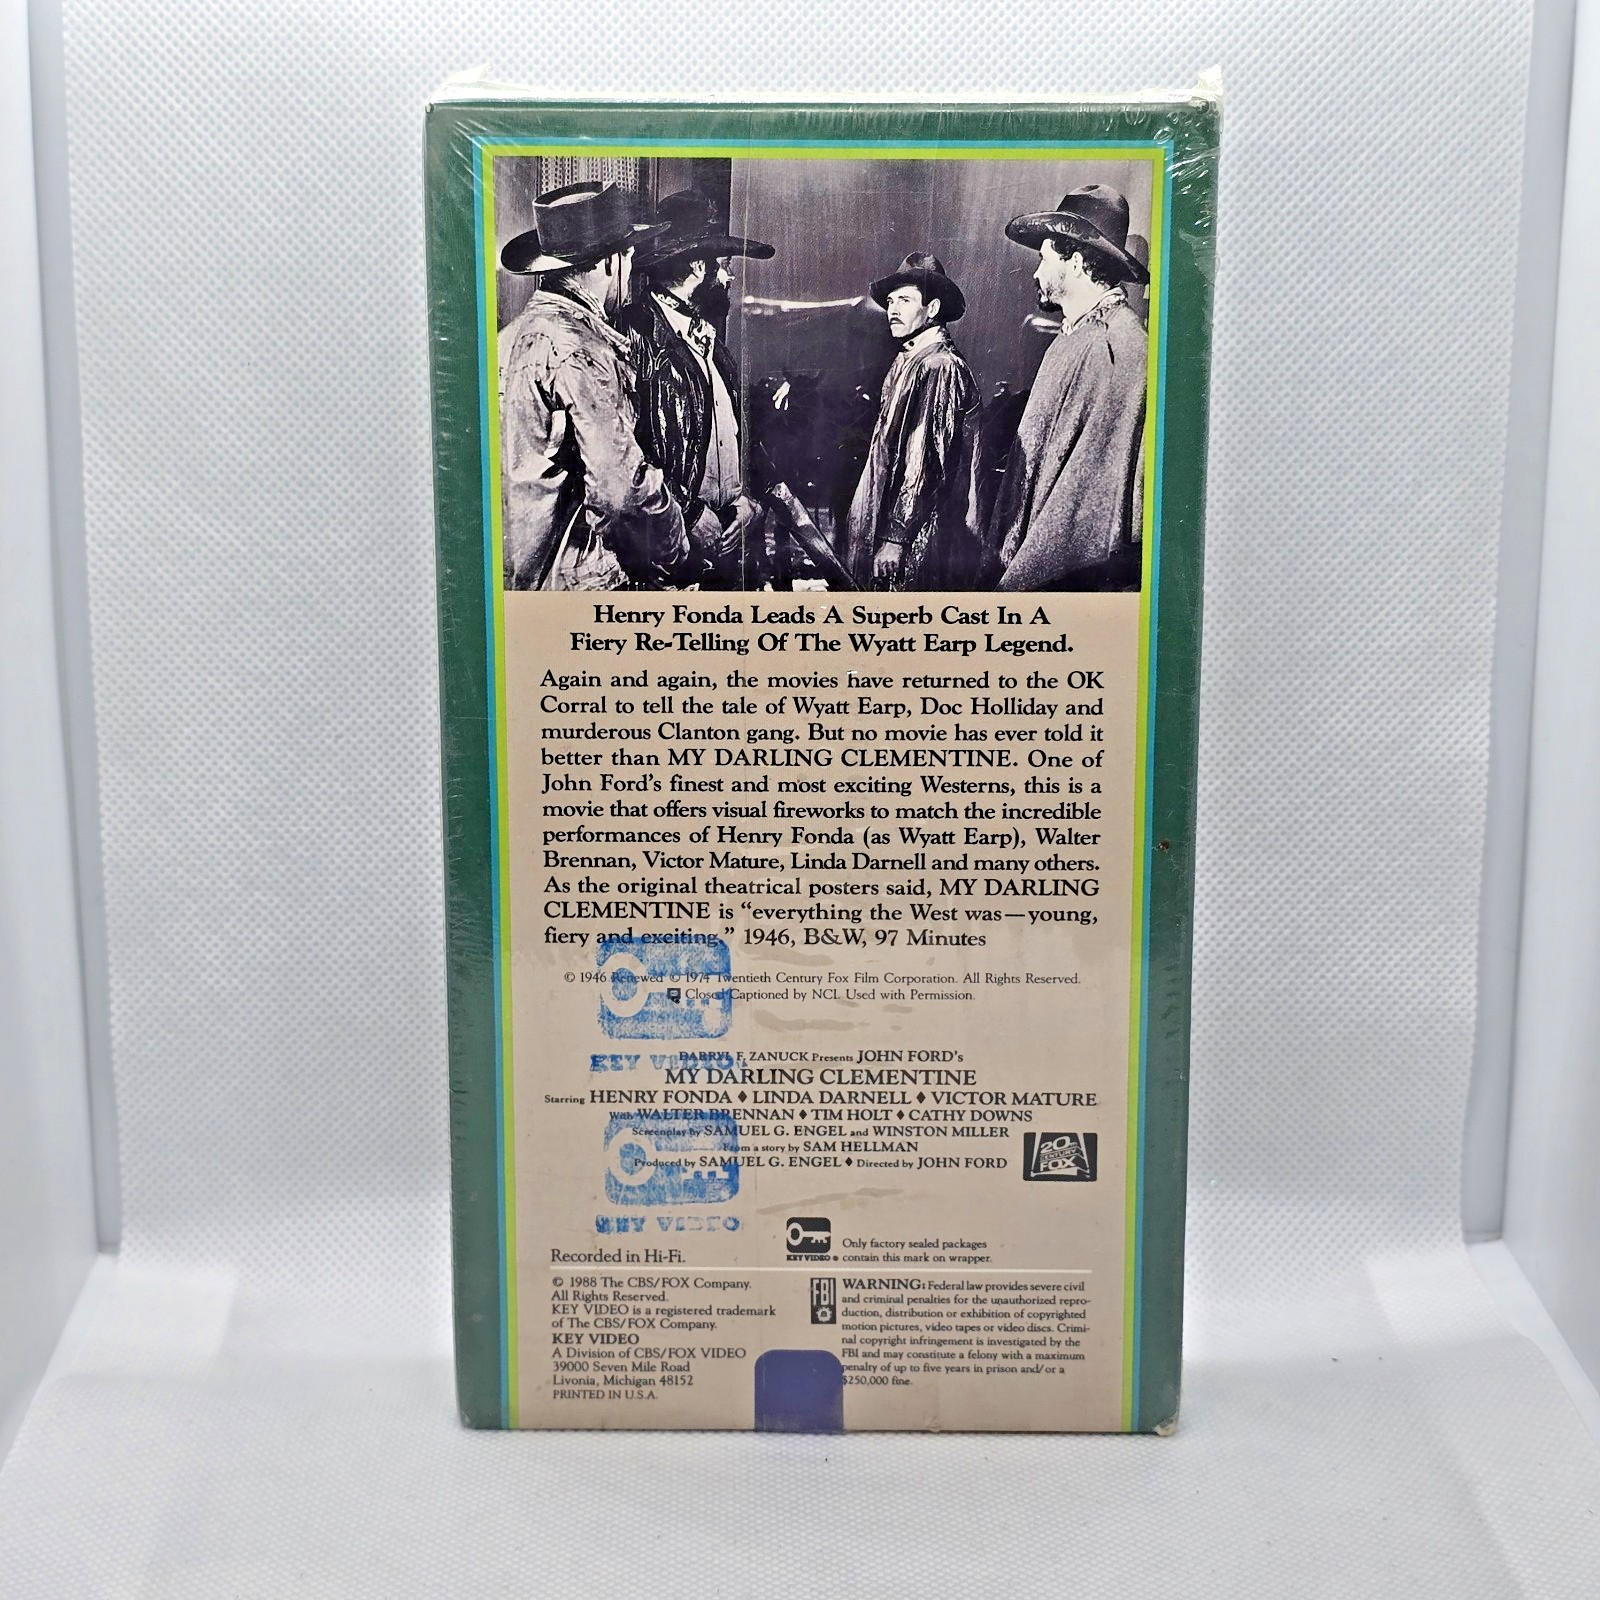 Henry Fonda Leads A Superb Cast In A
Fiery Re-Telling Of The Wyatt Earp Legend.
Again and again, the movies have returned to the OK
Corral to tell the tale of Wyatt Earp, Doc Holliday and
murderous Clanton gang. But no movie has ever told it
better than MY DARLING CLEMENTINE. One of
John Ford's finest and most exciting Westerns, this is a
movie that offers visual fireworks to match the incredible
performances of Henry Fonda (as Wyatt Earp), Walter
Brennan, Victor Mature, Linda Darnell and many others.
As the original theatrical posters said, MY DARLING
CLEMENTINE is “everything the West was—young,
fiery and exciting.” 1946, B&W, 97 Minutes
© 1946 Renewed © 1974 Twentieth Century Fox Film Corporation. All Rights Reserved.
Closed Captioned by NCI. Used with Permission.
KEY VIDEO
DARRYL F. ZANUCK Presents JOHN FORD's
MY DARLING CLEMENTINE
Starring HENRY FONDA ♦ LINDA DARNELL ♦ VICTOR MATURE
With WALTER BRENNAN ♦ TIM HOLT ♦ CATHY DOWNS
Screenplay by SAMUEL G. ENGEL and WINSTON MILLER
From a story by SAM HELLMAN
Produced by SAMUEL G. ENGEL ♦ Directed by JOHN FORD
20th
CENTURY
FOX
KEY VIDEO
KEY VIDEO®
Only factory sealed packages
contain this mark on wrapper.
Recorded in Hi-Fi.
© 1988 The CBS/FOX Company.
All Rights Reserved.
KEY VIDEO is a registered trademark
of The CBS/FOX Company.
KEY VIDEO
A Division of CBS/FOX VIDEO
39000 Seven Mile Road
Livonia, Michigan 48152
PRINTED IN U.S.A.
FBI
WARNING: Federal law provides severe civil
and criminal penalties for the unauthorized repro-
duction, distribution or exhibition of copyrighted
motion pictures, video tapes or video discs. Crimi-
nal copyright infringement is investigated by the
FBI and may constitute a felony with a maximum
penalty of up to five years in prison and/or a
$250,000 fine.